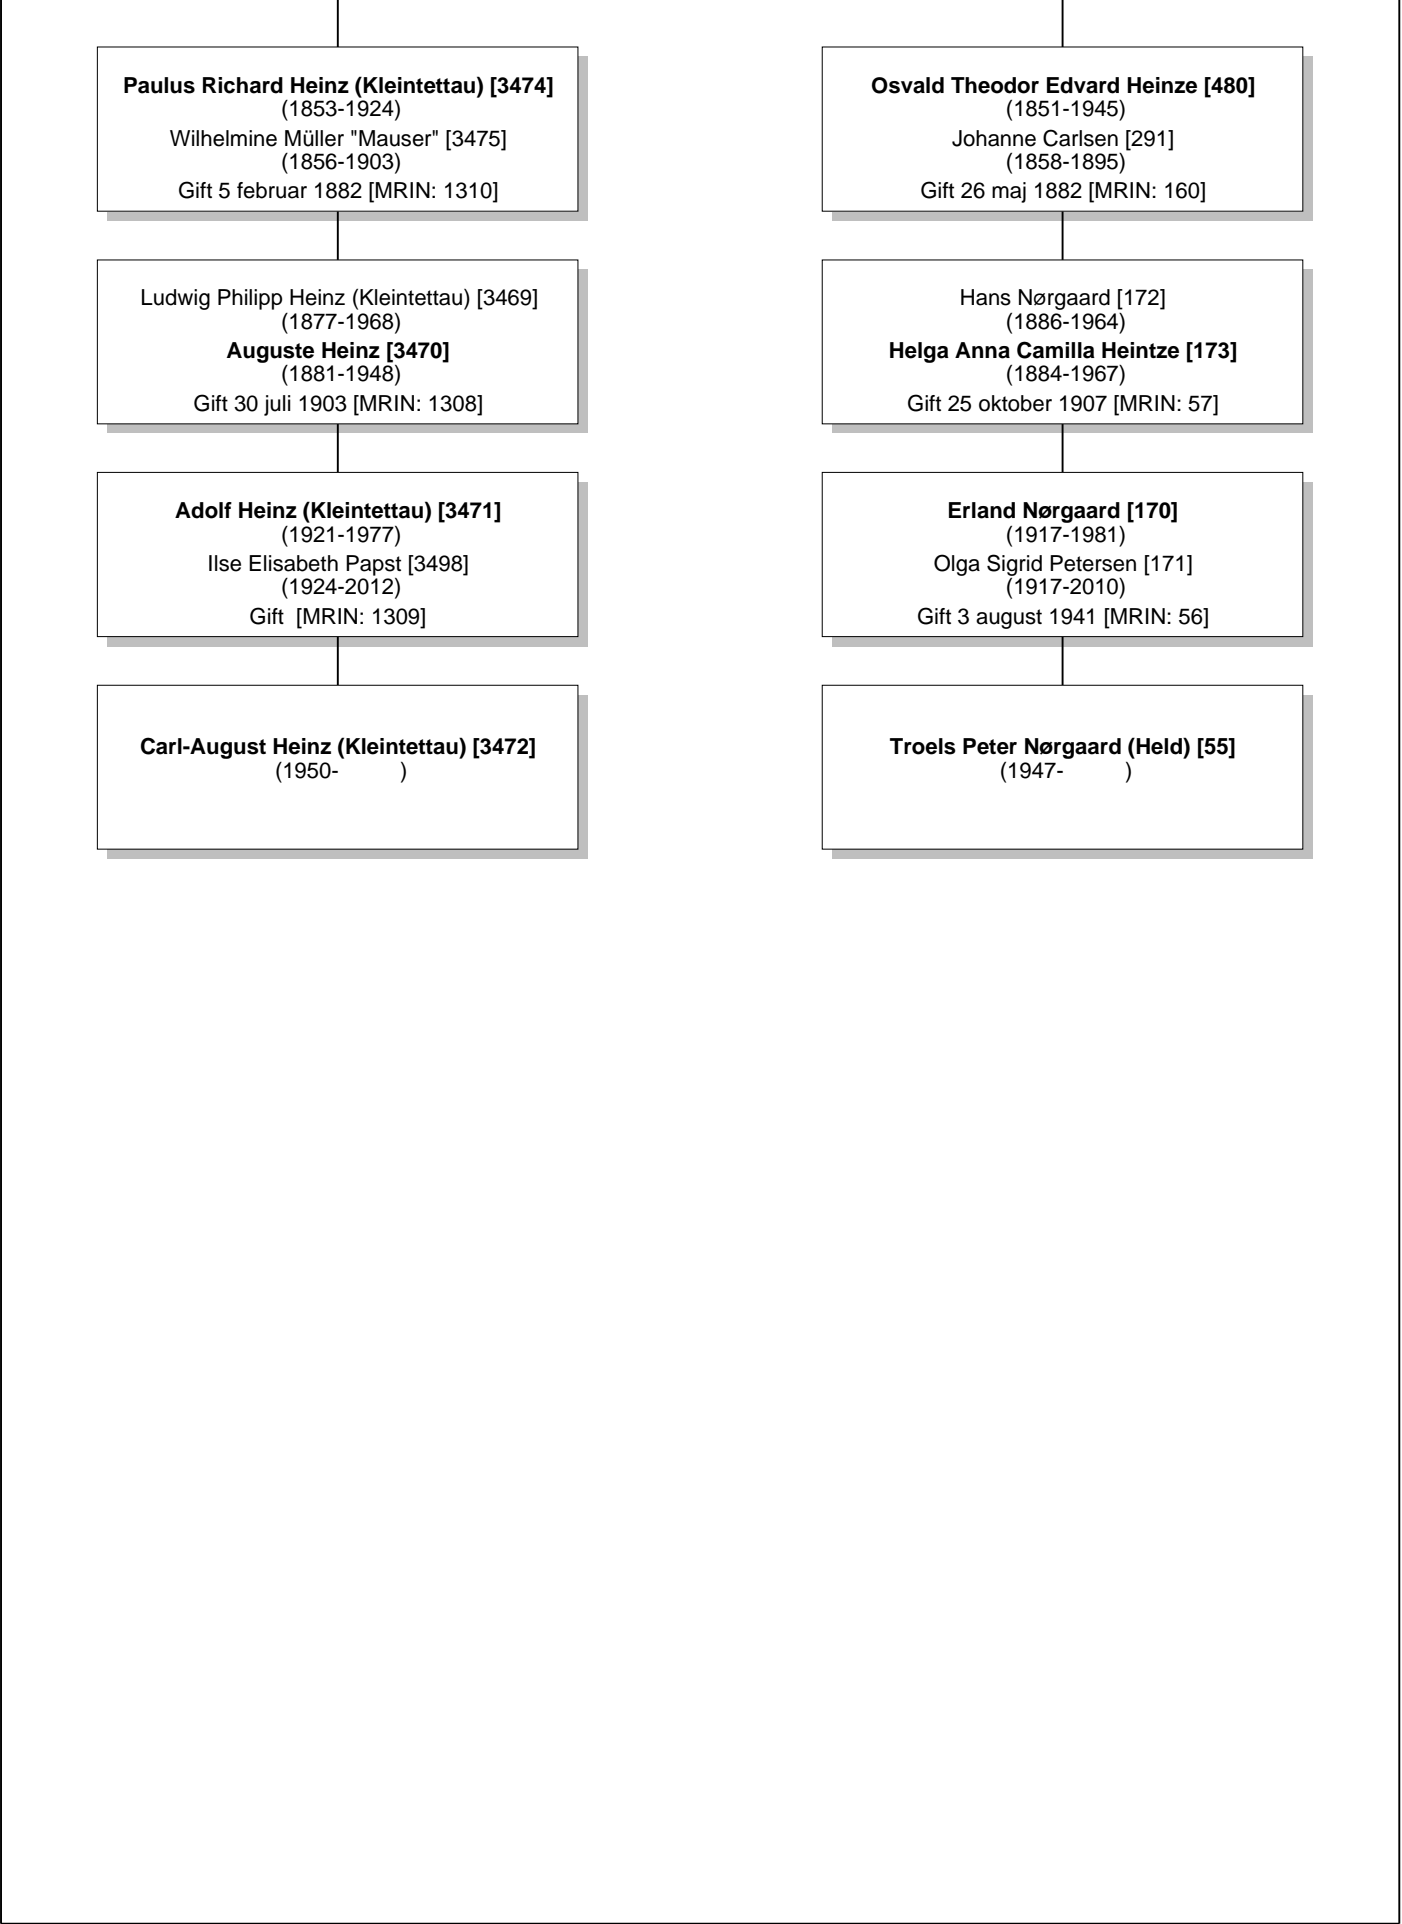 Paulus Richard Heinz (Kleintettau) [3474]
(1853-1924)
Wilhelmine Müller "Mauser" [3475]
(1856-1903)
Gift 5 februar 1882 [MRIN: 1310]
Ludwig Philipp Heinz (Kleintettau) [3469]
(1877-1968)
Auguste Heinz [3470]
(1881-1948)
Gift 30 juli 1903 [MRIN: 1308]
Adolf Heinz (Kleintettau) [3471]
(1921-1977)
Ilse Elisabeth Papst [3498]
(1924-2012)
Gift  [MRIN: 1309]
Carl-August Heinz (Kleintettau) [3472]
(1950-          )
Osvald Theodor Edvard Heinze [480]
(1851-1945)
Johanne Carlsen [291]
(1858-1895)
Gift 26 maj 1882 [MRIN: 160]
Hans Nørgaard [172]
(1886-1964)
Helga Anna Camilla Heintze [173]
(1884-1967)
Gift 25 oktober 1907 [MRIN: 57]
Erland Nørgaard [170]
(1917-1981)
Olga Sigrid Petersen [171]
(1917-2010)
Gift 3 august 1941 [MRIN: 56]
Troels Peter Nørgaard (Held) [55]
(1947-          )